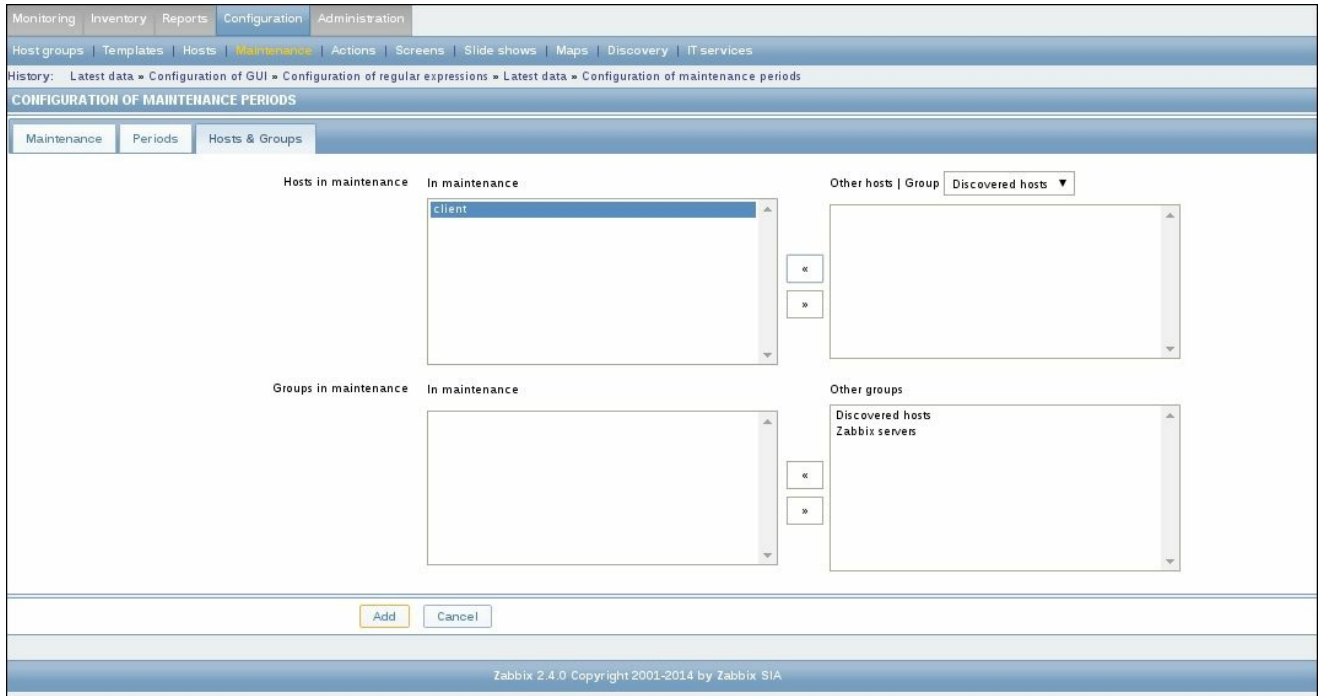 Monitoring Inventory Reports Configuration Administration
Host groups | Templates | Hosts | Maintenance | Actions | Screens | Slide shows | Maps | Discovery | IT services
History: Latest data » Configuration of GUI » Configuration of regular expressions » Latest data » Configuration of maintenance periods
CONFIGURATION OF MAINTENANCE PERIODS
Maintenance Periods Hosts & Groups
Hosts in maintenance In maintenance Other hosts | Group Discovered hosts ▼
client
«
»
Groups in maintenance In maintenance Other groups
Discovered hosts
Zabbix servers
«
»
Add Cancel
Zabbix 2.4.0 Copyright 2001-2014 by Zabbix SIA